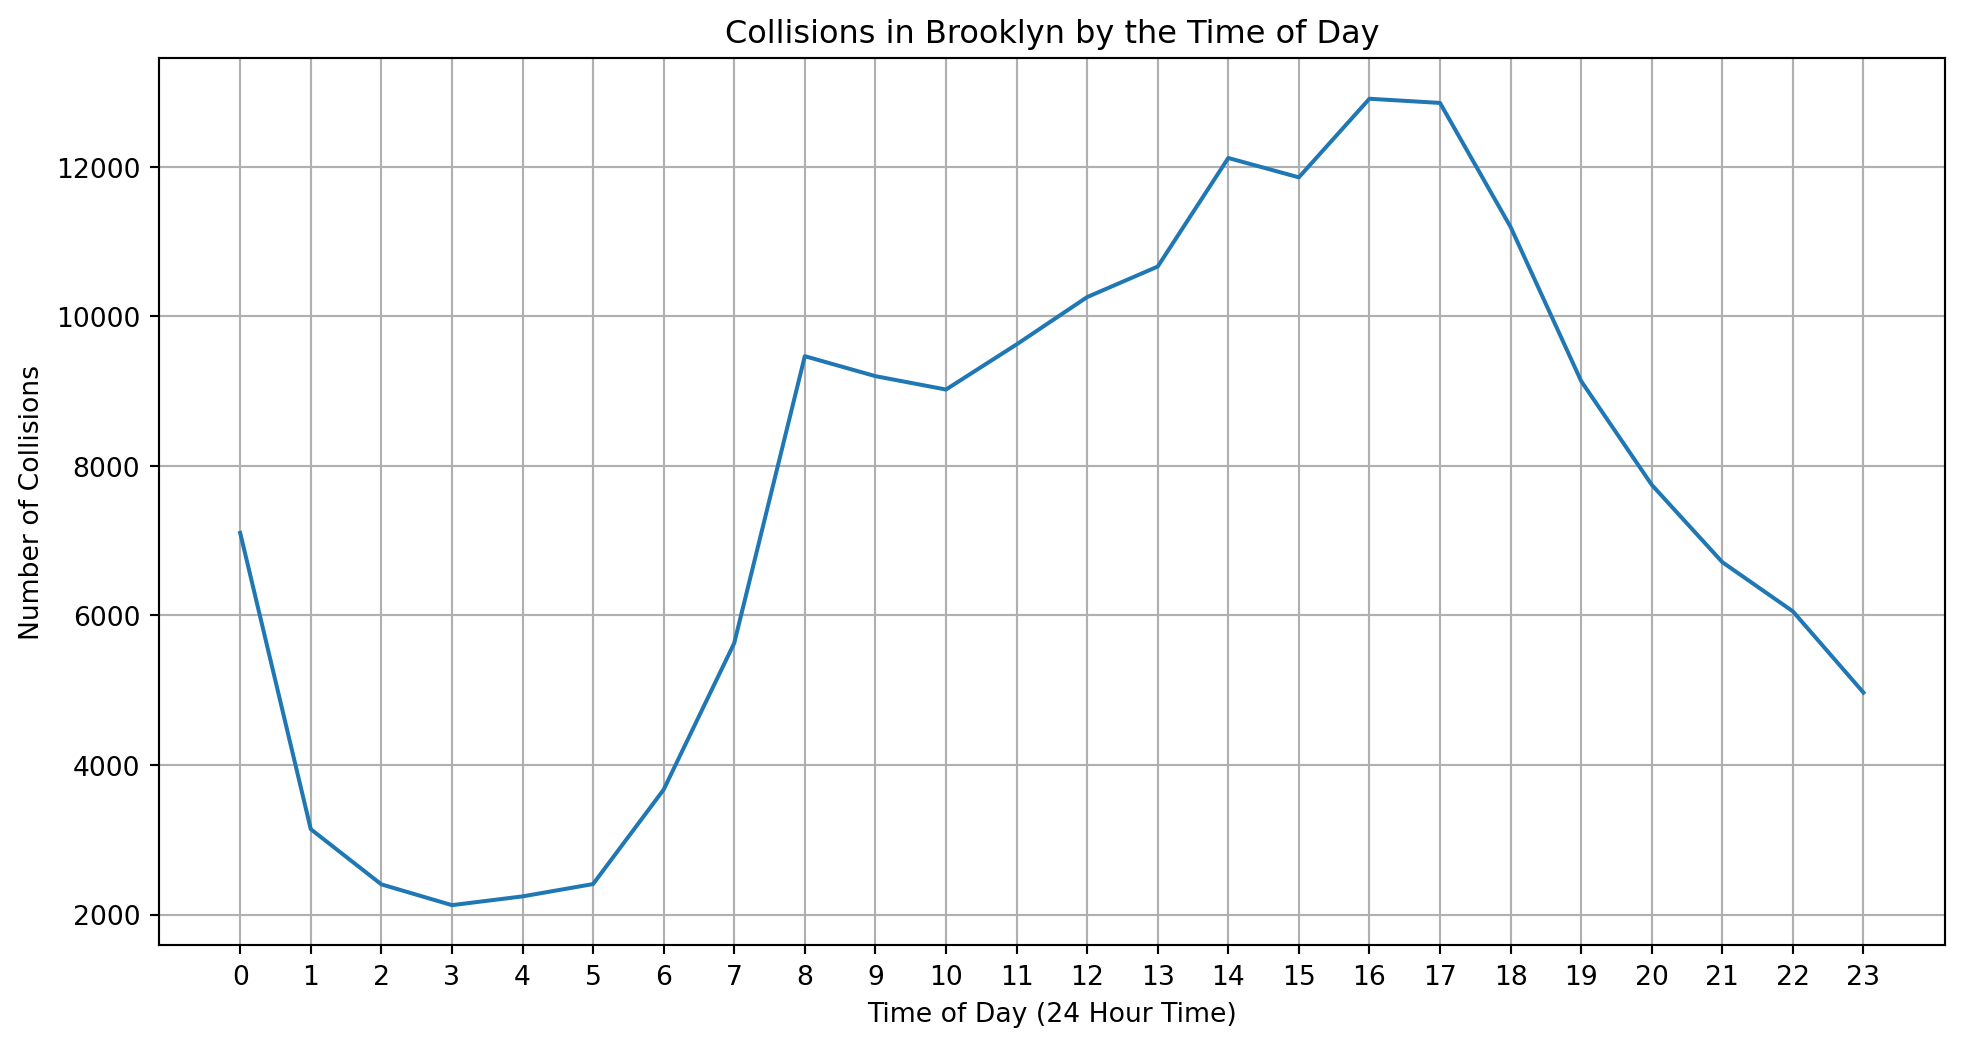 Collisions in Brooklyn by the Time of Day
Number of Collisions
12000
10000
8000
6000
4000
2000
0 1 2 3 4 5 6 7 8 9 10 11 12 13 14 15 16 17 18 19 20 21 22 23
Time of Day (24 Hour Time)